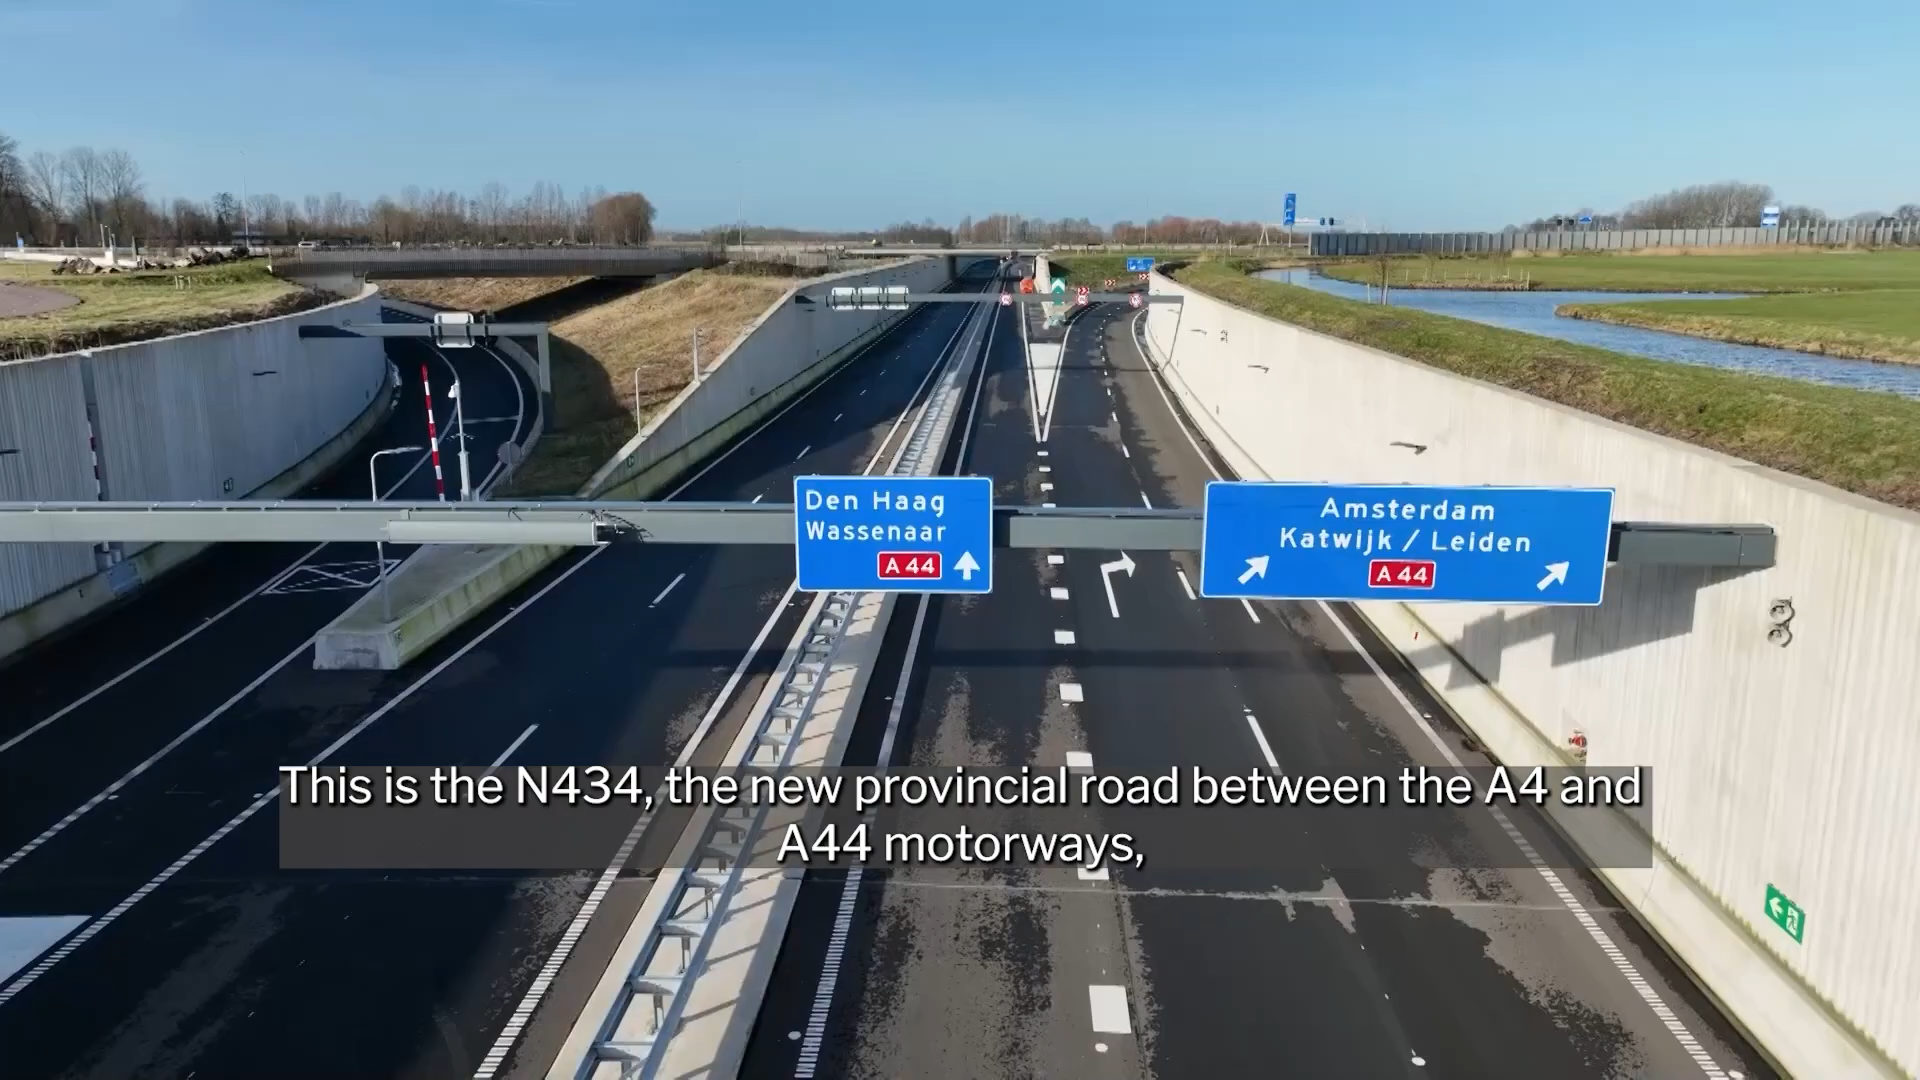 Den Haag
Wassenaar
A 44
Amsterdam
Katwijk / Leiden
A 44
This is the N434, the new provincial road between the A4 and
A44 motorways,